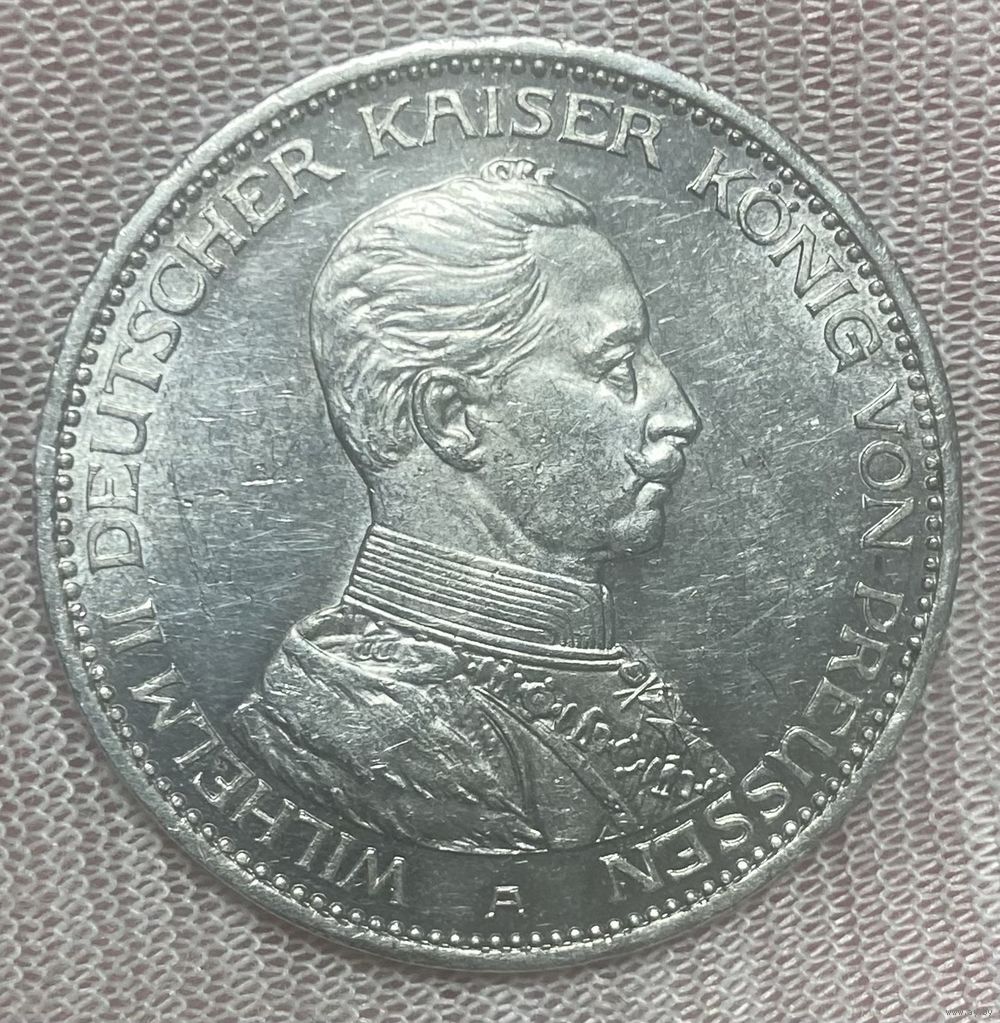 WILHELM II DEUTSCHER KAISER KÖNIG VON PREUSSEN
A